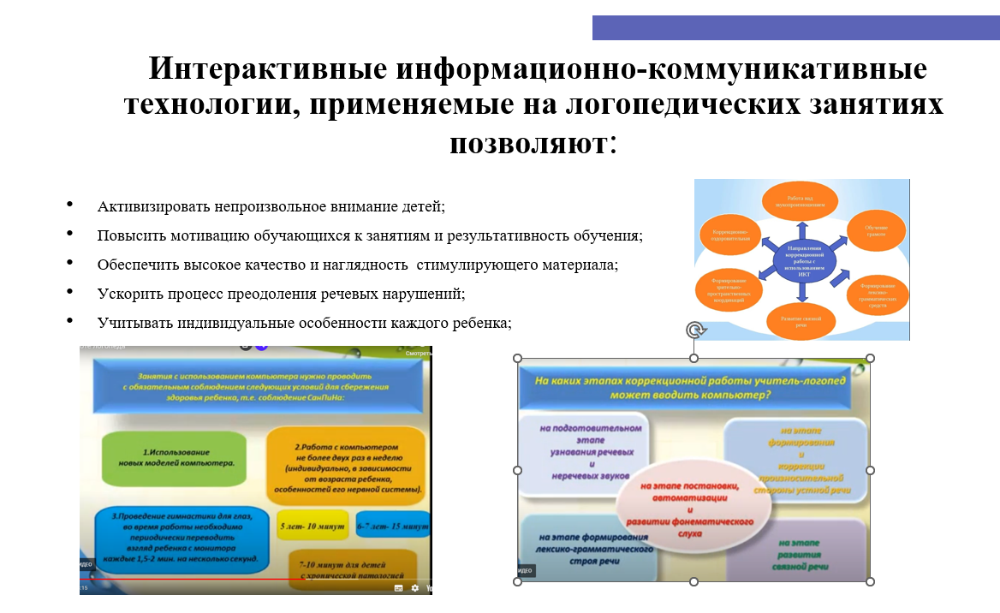 Интерактивные информационно-коммуникативные
технологии, применяемые на логопедических занятиях
позволяют:
• Активизировать непроизвольное внимание детей;
• Повысить мотивацию обучающихся к занятиям и результативность обучения;
• Обеспечить высокое качество и наглядность стимулирующего материала;
• Ускорить процесс преодоления речевых нарушений;
• Учитывать индивидуальные особенности каждого ребенка;
Работа над
звукопроизношением
Коррекционно-
оздоровительная
Обучение
грамоте
Направления
коррекционной
работы с
использованием
ИКТ
Формирование
зрительно-
пространственных
координаций
Формирование
лексико-
грамматических
средств
Развитие связной
речи
Смотреть
Занятия с использованием компьютера нужно проводить
с обязательным соблюдением следующих условий для сбережения
здоровья ребенка, т.е. соблюдение СанПиНа:
1.Использование
новых моделей компьютера.
2.Работа с компьютером
не более двух раз в неделю
(индивидуально, в зависимости
от возраста ребенка,
особенностей его нервной системы).
3.Проведение гимнастики для глаз,
во время работы необходимо
периодически переводить
взгляд ребенка с монитора
каждые 1,5-2 мин. на несколько секунд.
5 лет- 10 минут
6-7 лет- 15 минут
7-10 минут для детей
с хронической патологией
ИДЕО
:15
На каких этапах коррекционной работы учитель-логопед
может вводить компьютер?
на подготовительном
этапе
узнавания речевых
и
неречевых звуков
на этапе
формирования
и
коррекции
произносительной
стороны устной речи
на этапе постановки,
автоматизации
и
развитии фонематического
слуха
на этапе формирования
лексико-грамматического
строя речи
на этапе
развития
связной речи
ИДЕО